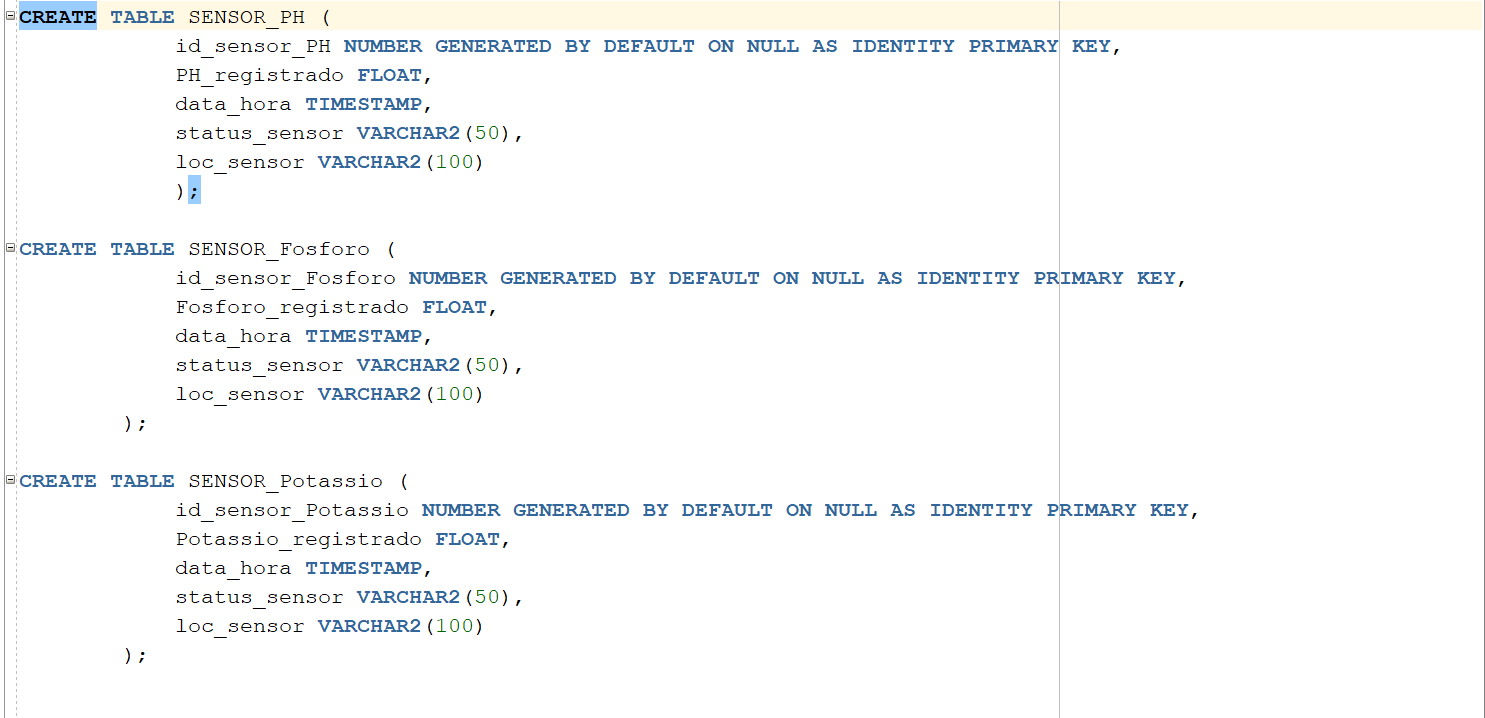 CREATE TABLE SENSOR_PH (
id_sensor_PH NUMBER GENERATED BY DEFAULT ON NULL AS IDENTITY PRIMARY KEY,
PH_registrado FLOAT,
data_hora TIMESTAMP,
status_sensor VARCHAR2(50),
loc_sensor VARCHAR2(100)
);
CREATE TABLE SENSOR_Fosforo (
id_sensor_Fosforo NUMBER GENERATED BY DEFAULT ON NULL AS IDENTITY PRIMARY KEY,
Fosforo_registrado FLOAT,
data_hora TIMESTAMP,
status_sensor VARCHAR2(50),
loc_sensor VARCHAR2(100)
);
CREATE TABLE SENSOR_Potassio (
id_sensor_Potassio NUMBER GENERATED BY DEFAULT ON NULL AS IDENTITY PRIMARY KEY,
Potassio_registrado FLOAT,
data_hora TIMESTAMP,
status_sensor VARCHAR2(50),
loc_sensor VARCHAR2(100)
);